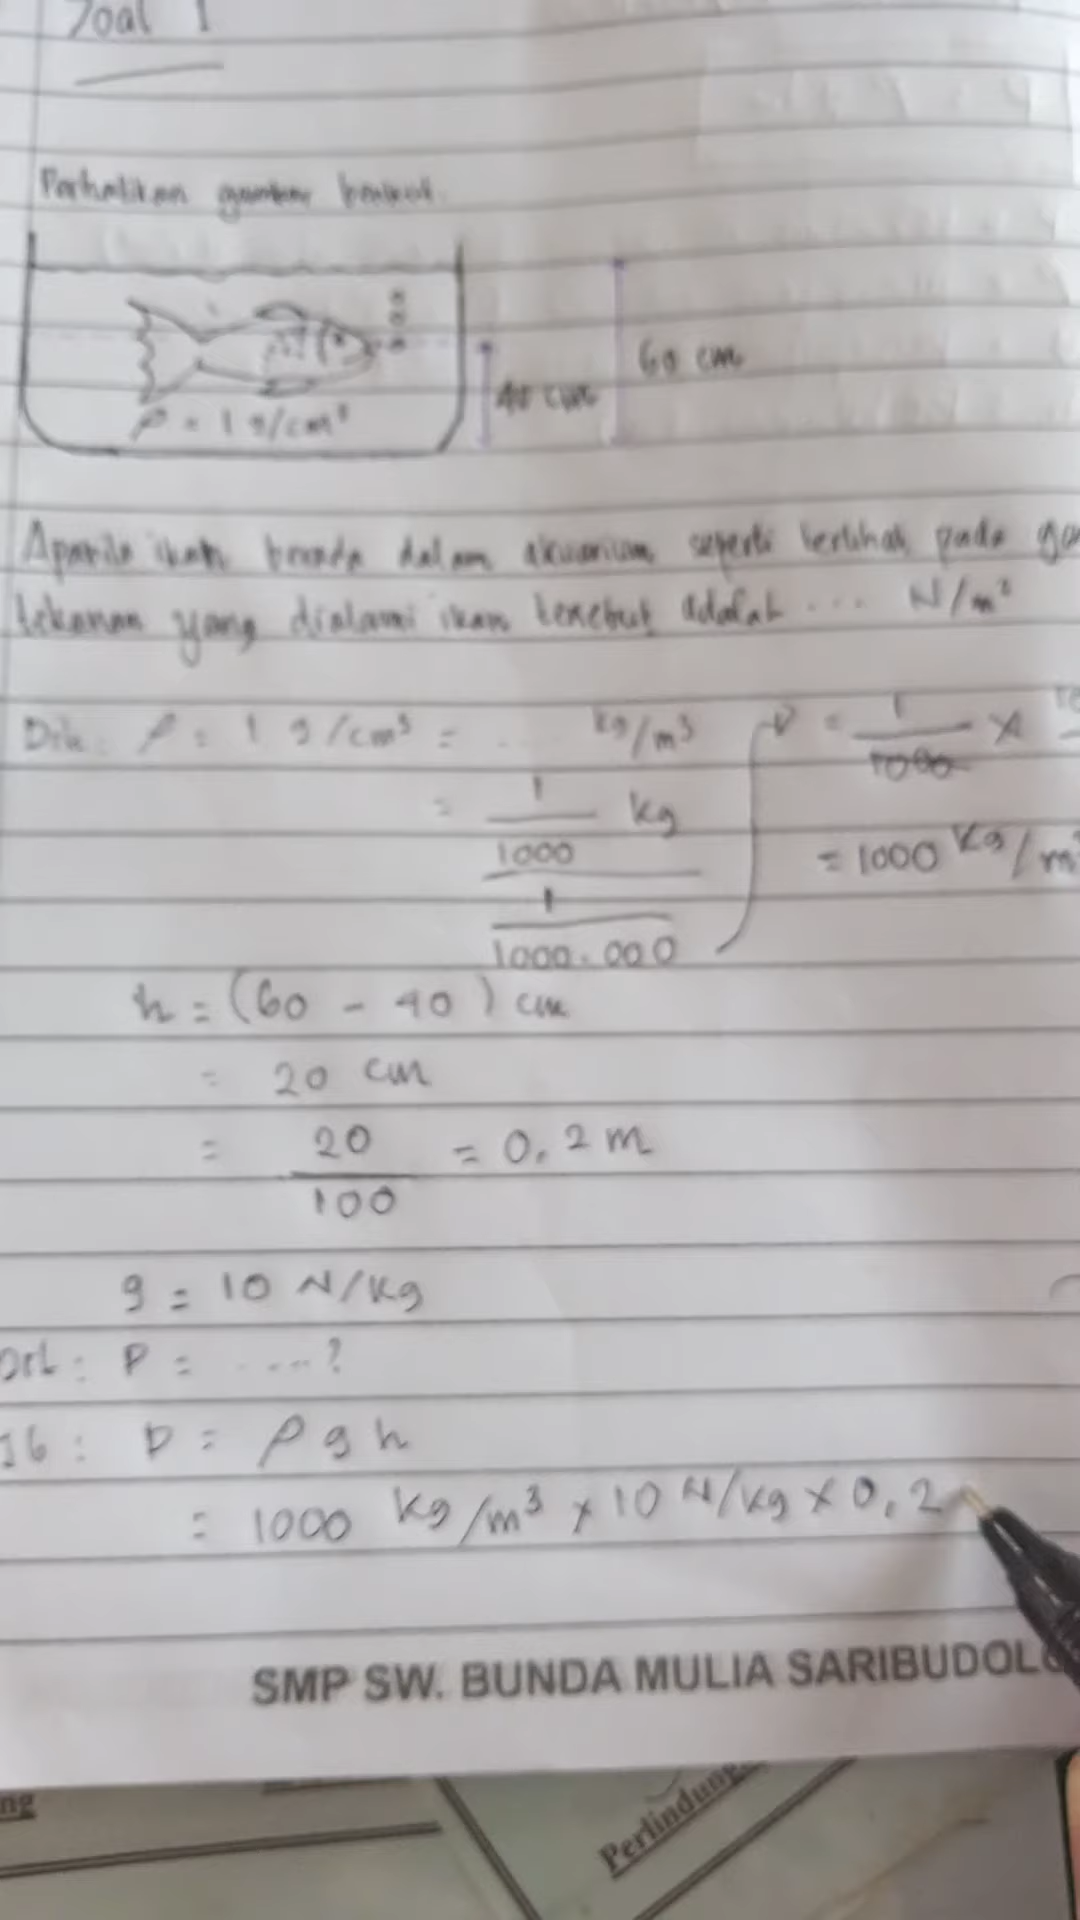 Soal 1
Perhatikan gambar berikut.
60 cm
40 cm
ρ = 1 g/cm³
Apabila ikan berada dalam akuarium seperti terlihat pada
tekanan yang dialami ikan tersebut adalah ... N/m²
Dik: ρ = 1 g/cm³ = ... kg/m³
= 1/1000 kg
1/1000.000
= 1/1000 ×
= 1000 kg/m³
h = (60 - 40) cm
= 20 cm
= 20/100 = 0,2 m
g = 10 N/kg
Dit: P = ....?
Jb: P = ρ g h
= 1000 kg/m³ × 10 N/kg × 0,2
SMP SW. BUNDA MULIA SARIBUDOL
ng
Perlindung